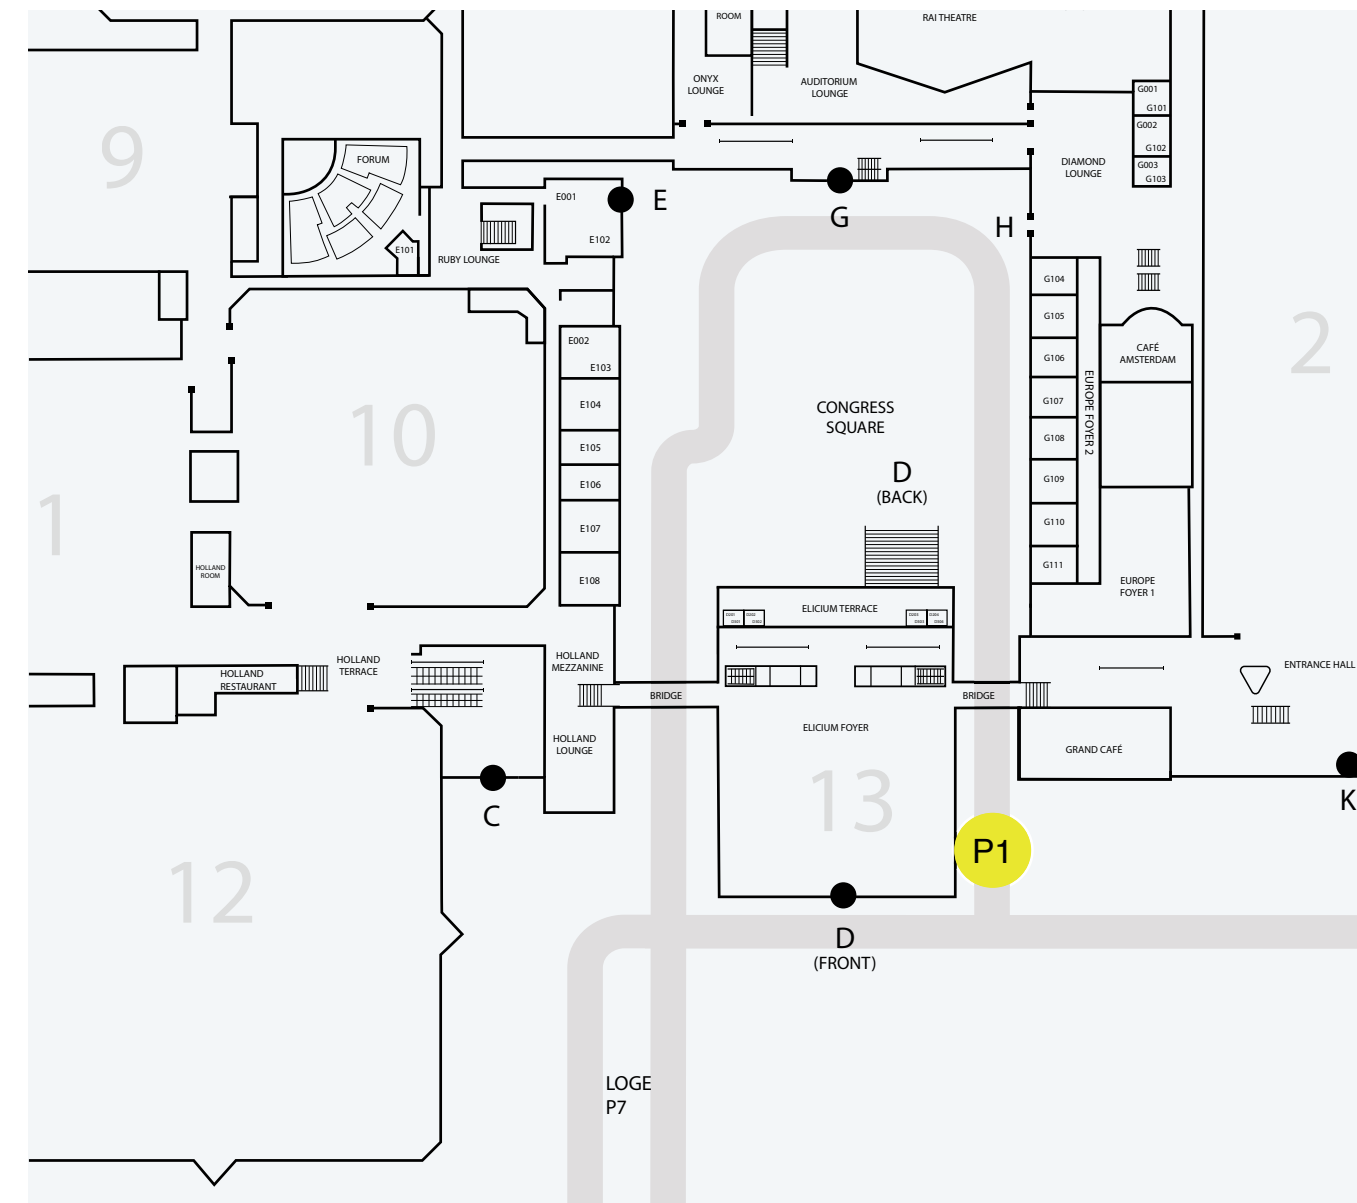 ROOM
RAI THEATRE
ONYX
LOUNGE
AUDITORIUM
LOUNGE
G001
G101
G002
G102
G003
G103
9
FORUM
DIAMOND
LOUNGE
E001
E
G
H
E102
E101
RUBY LOUNGE
G104
G105
E002
E103
G106
2
CAFÉ
AMSTERDAM
10
E104
CONGRESS
SQUARE
G107
EUROPE FOYER 2
G108
E105
D
(BACK)
E106
G109
1
E107
G110
HOLLAND
ROOM
E108
G111
EUROPE
FOYER 1
ELICIUM TERRACE
HOLLAND
TERRACE
HOLLAND
MEZZANINE
ENTRANCE HALL
HOLLAND
RESTAURANT
BRIDGE
BRIDGE
ELICIUM FOYER
HOLLAND
LOUNGE
GRAND CAFÉ
13
C
K
P1
12
D
(FRONT)
LOGE
P7